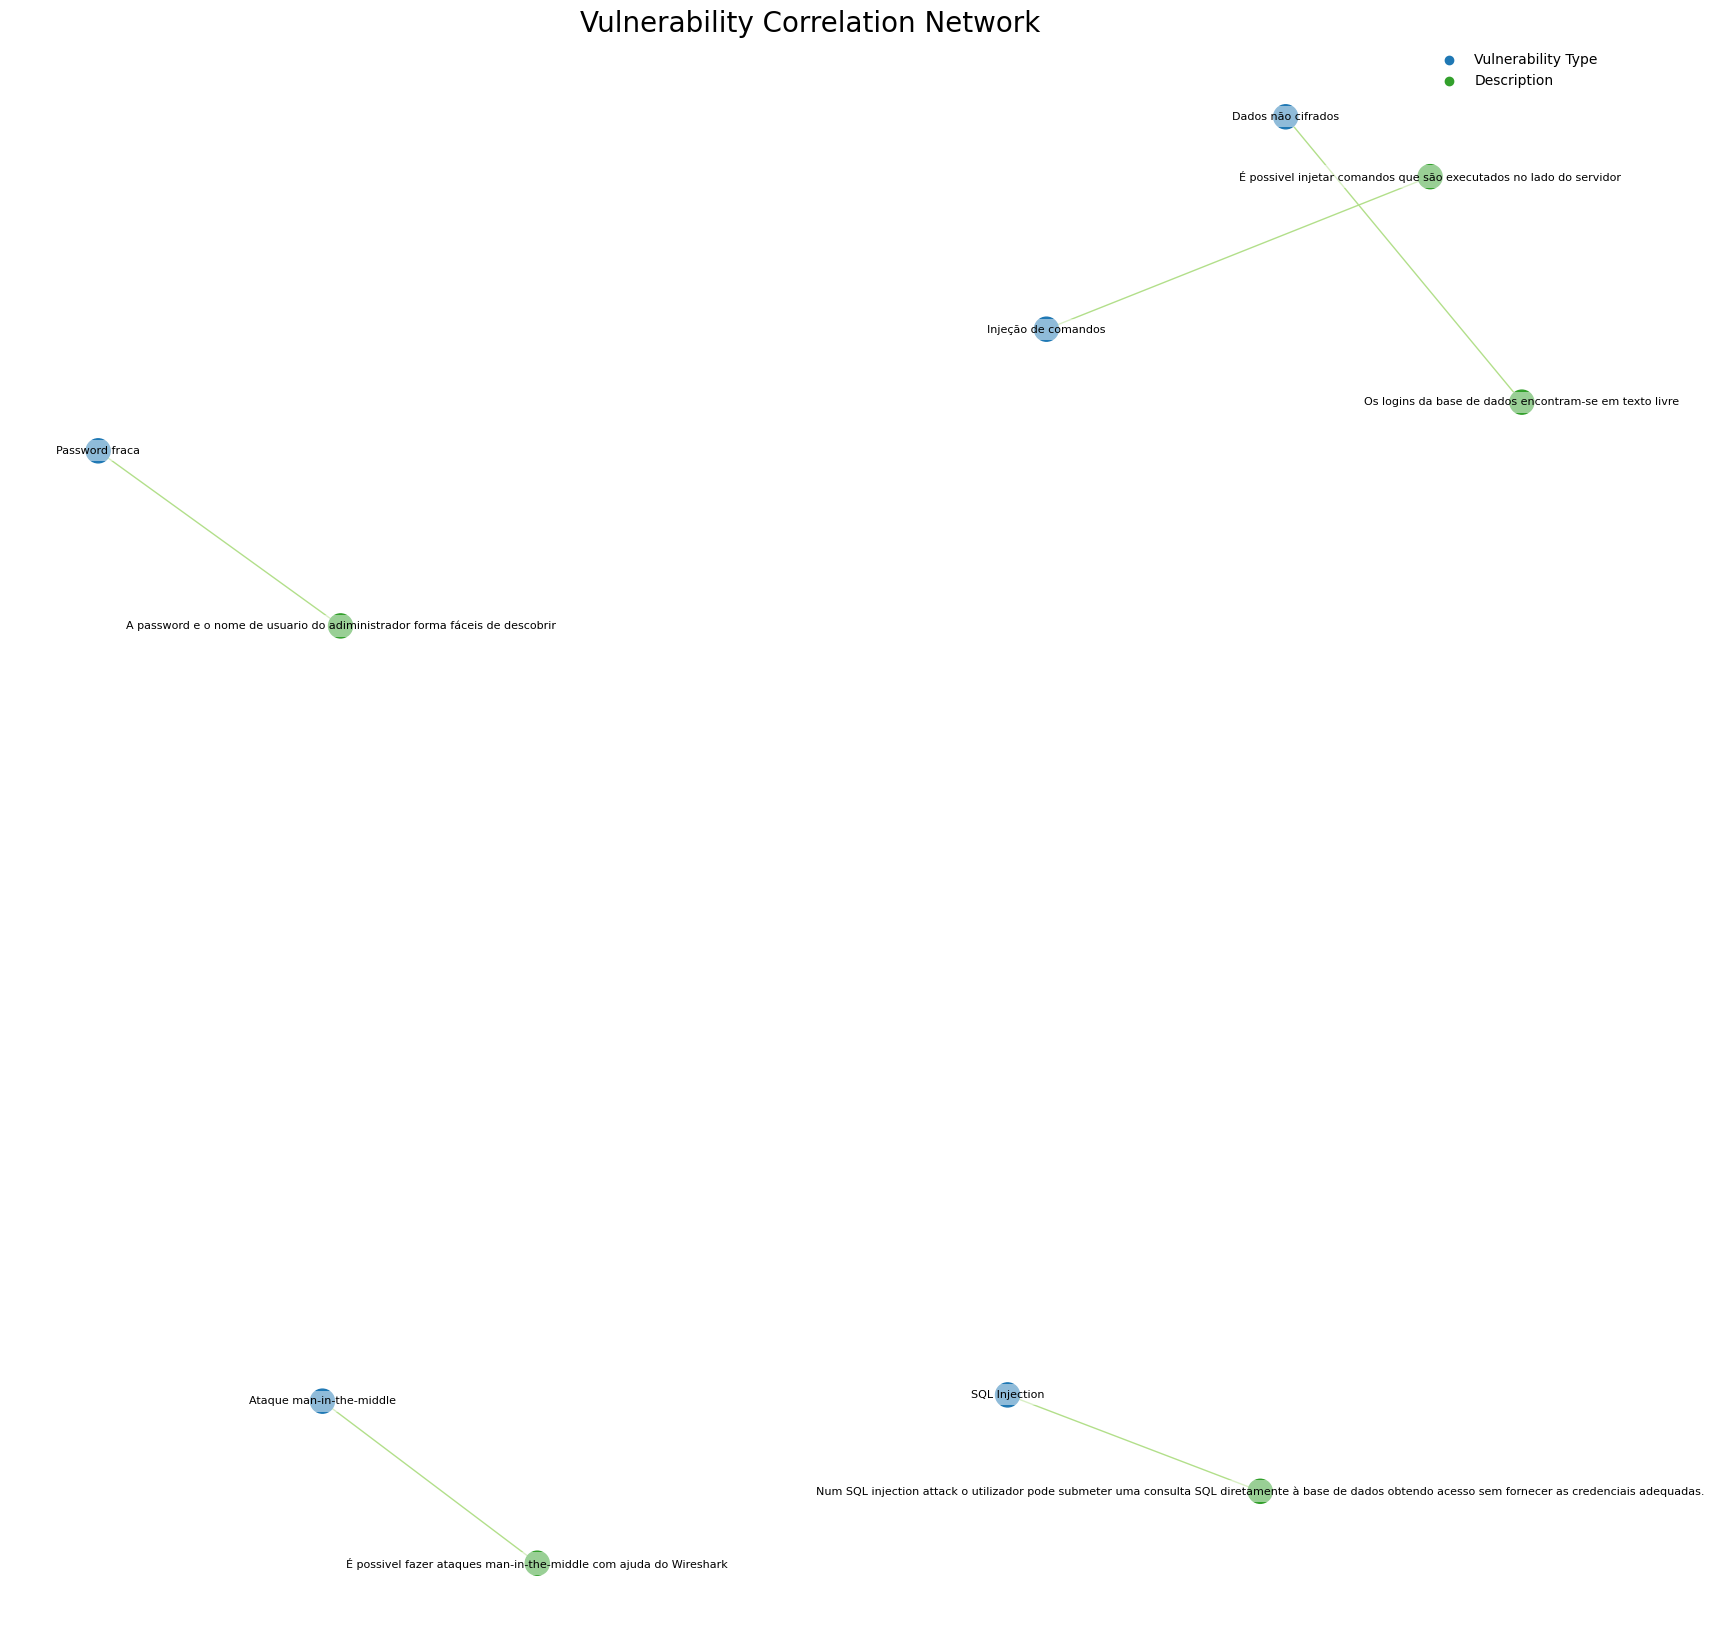 Vulnerability Correlation Network
Vulnerability Type
Description
Dados não cifrados
É possivel injetar comandos que são executados no lado do servidor
Injeção de comandos
Os logins da base de dados encontram-se em texto livre
Password fraca
A password e o nome de usuario do adiministrador forma fáceis de descobrir
Ataque man-in-the-middle
SQL Injection
Num SQL injection attack o utilizador pode submeter uma consulta SQL diretamente à base de dados obtendo acesso sem fornecer as credenciais adequadas.
É possivel fazer ataques man-in-the-middle com ajuda do Wireshark